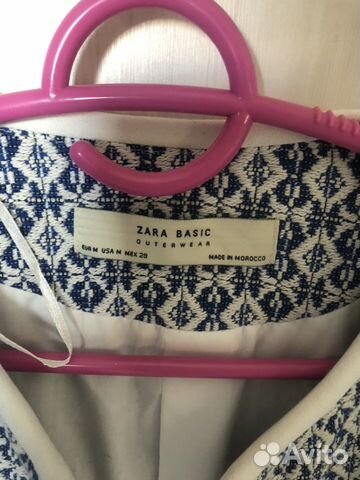 ZARA BASIC
OUTERWEAR
EUR M USA M MEX 28 MADE IN MOROCCO
Avito